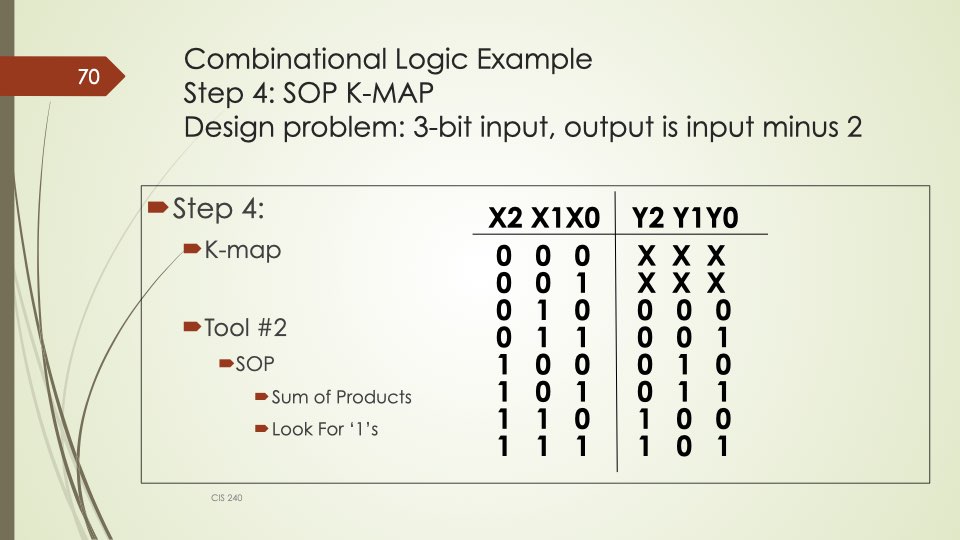 70
Combinational Logic Example
Step 4: SOP K-MAP
Design problem: 3-bit input, output is input minus 2
Step 4:
K-map
Tool #2
SOP
Sum of Products
Look For ‘1’s
X2 X1X0 Y2 Y1Y0
0 0 0 X X X
0 0 1 X X X
0 1 0 0 0 0
0 1 1 0 0 1
1 0 0 0 1 0
1 0 1 0 1 1
1 1 0 1 0 0
1 1 1 1 0 1
CIS 240